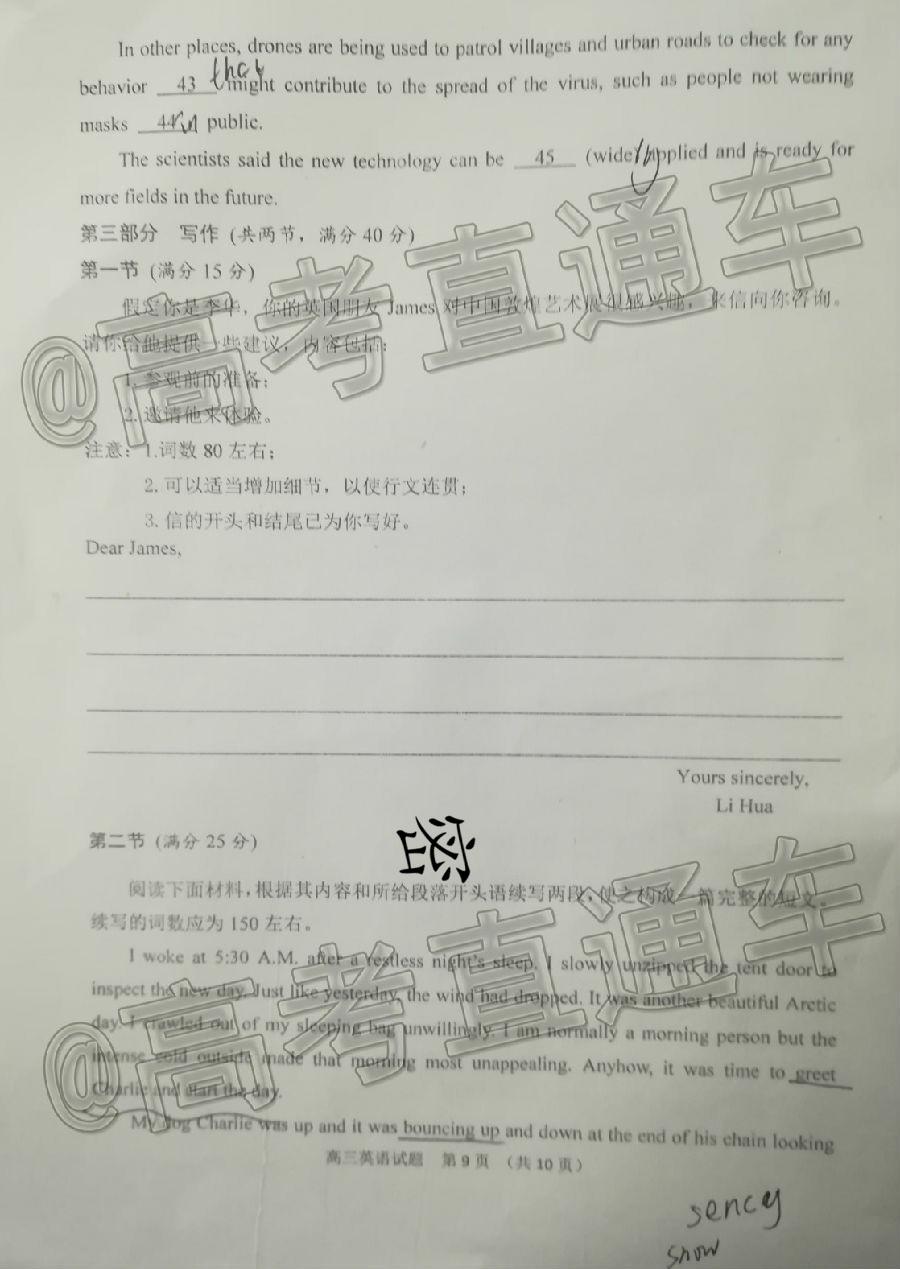 In other places, drones are being used to patrol villages and urban roads to check for any
behavior 43 that might contribute to the spread of the virus, such as people not wearing
masks 44 in public.
The scientists said the new technology can be 45 (wide) applied and is ready for
more fields in the future.
第三部分 写作 (共两节，满分 40 分)
第一节 (满分 15 分)
假定你是李华，你的英国朋友 James 对中国敦煌艺术展很感兴趣，来信向你咨询。
请你给他提供一些建议，内容包括：
1. 参观前的准备；
2. 邀请他来体验。
注意：1.词数 80 左右；
2. 可以适当增加细节，以使行文连贯；
3. 信的开头和结尾已为你写好。
Dear James,
Yours sincerely,
Li Hua
密
第二节 (满分 25 分)
阅读下面材料，根据其内容和所给段落开头语续写两段，使之构成一篇完整的短文。
续写的词数应为 150 左右。
I woke at 5:30 A.M. after a restless night's sleep. I slowly unzipped the tent door to
inspect the new day. Just like yesterday, the wind had dropped. It was another beautiful Arctic
day. I crawled out of my sleeping bag unwillingly. I am normally a morning person but the
intense cold outside made that morning most unappealing. Anyhow, it was time to greet
Charlie and start the day.
My dog Charlie was up and it was bouncing up and down at the end of his chain looking
高三英语试题 第 9 页 （共 10 页）
sency
snow
@高考直通车
@高考直通车